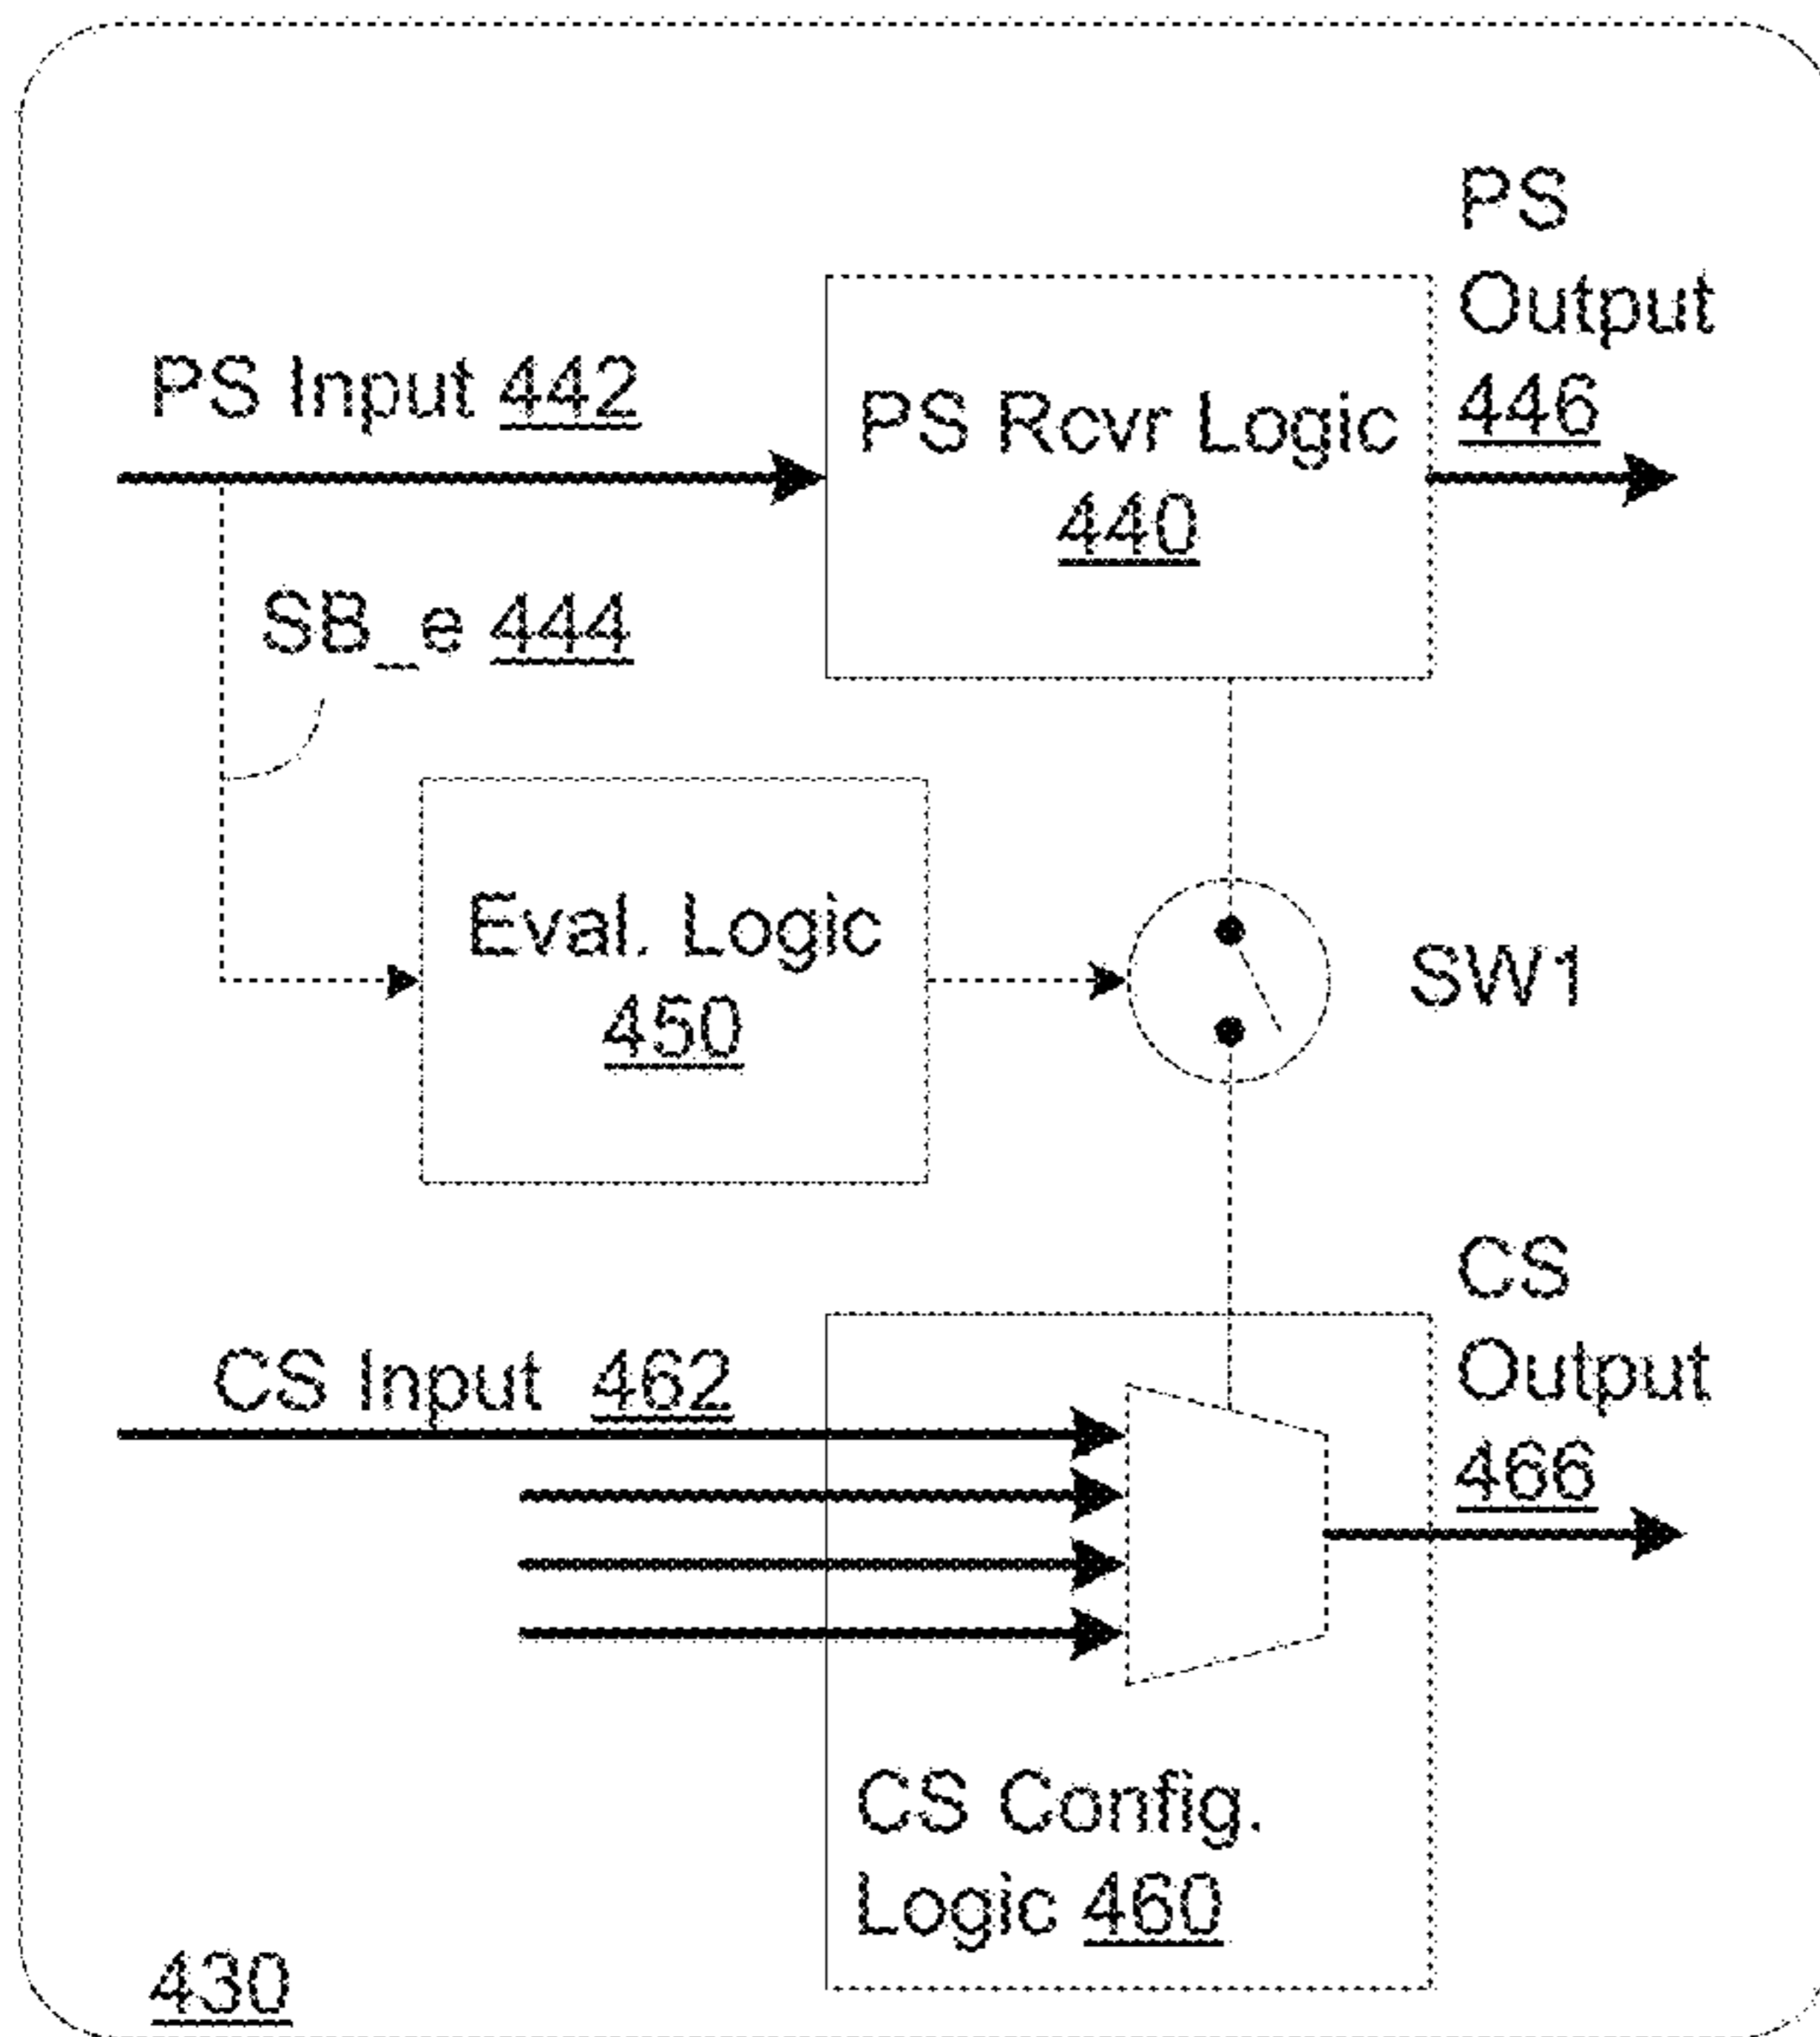 PS
Output
446
PS Input 442
PS Rcvr Logic
440
SB_e 444
Eval. Logic
450
SW1
CS
Output
466
CS Input 462
CS Config.
Logic 460
430